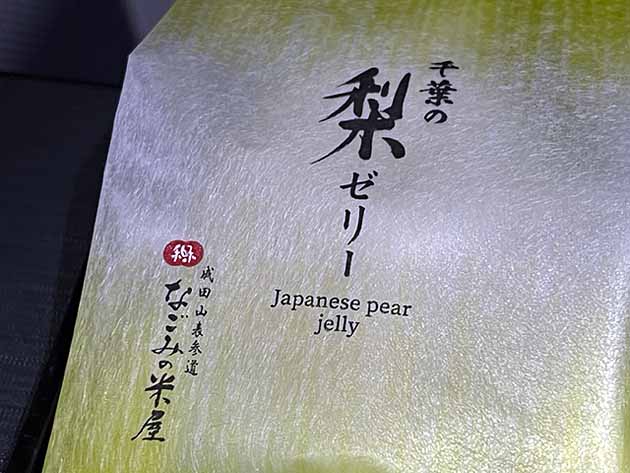 千葉の
梨ゼリー
Japanese pear
jelly
成田山表参道
なごみの米屋